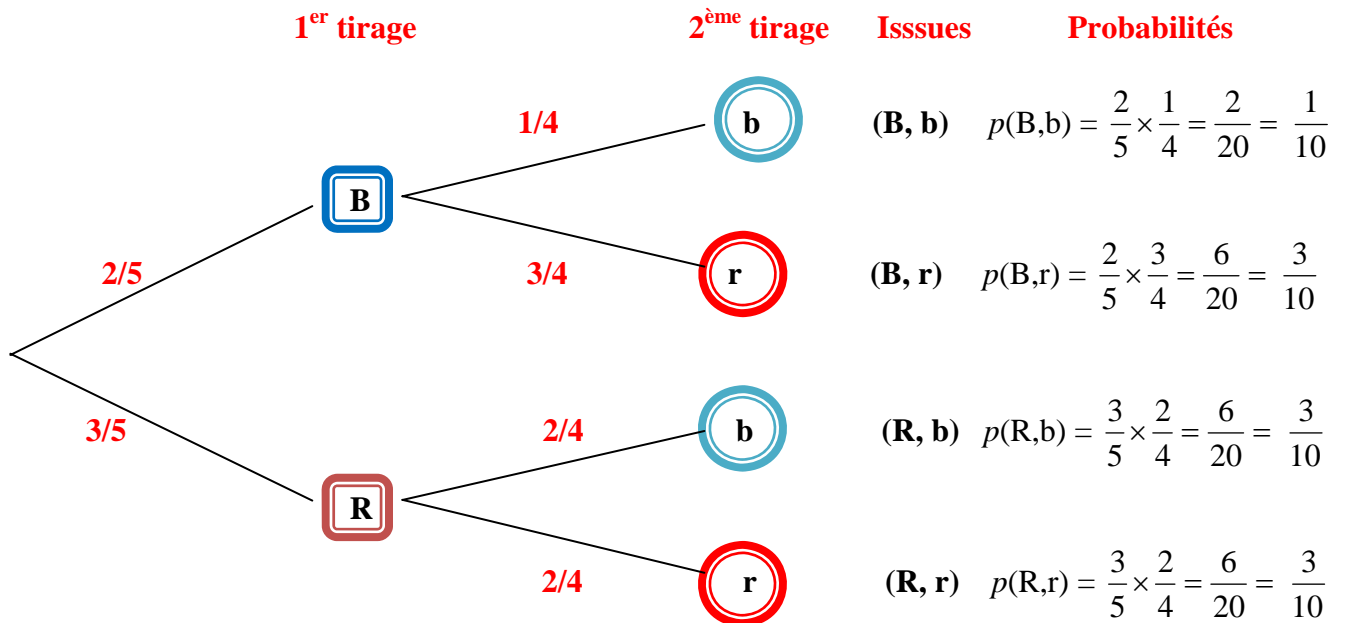 1er tirage 2ème tirage Isssues Probabilités
1/4 b (B, b) p(B,b) = 2/5 × 1/4 = 2/20 = 1/10
B
2/5 3/4 r (B, r) p(B,r) = 2/5 × 3/4 = 6/20 = 3/10
3/5 2/4 b (R, b) p(R,b) = 3/5 × 2/4 = 6/20 = 3/10
R
2/4 r (R, r) p(R,r) = 3/5 × 2/4 = 6/20 = 3/10